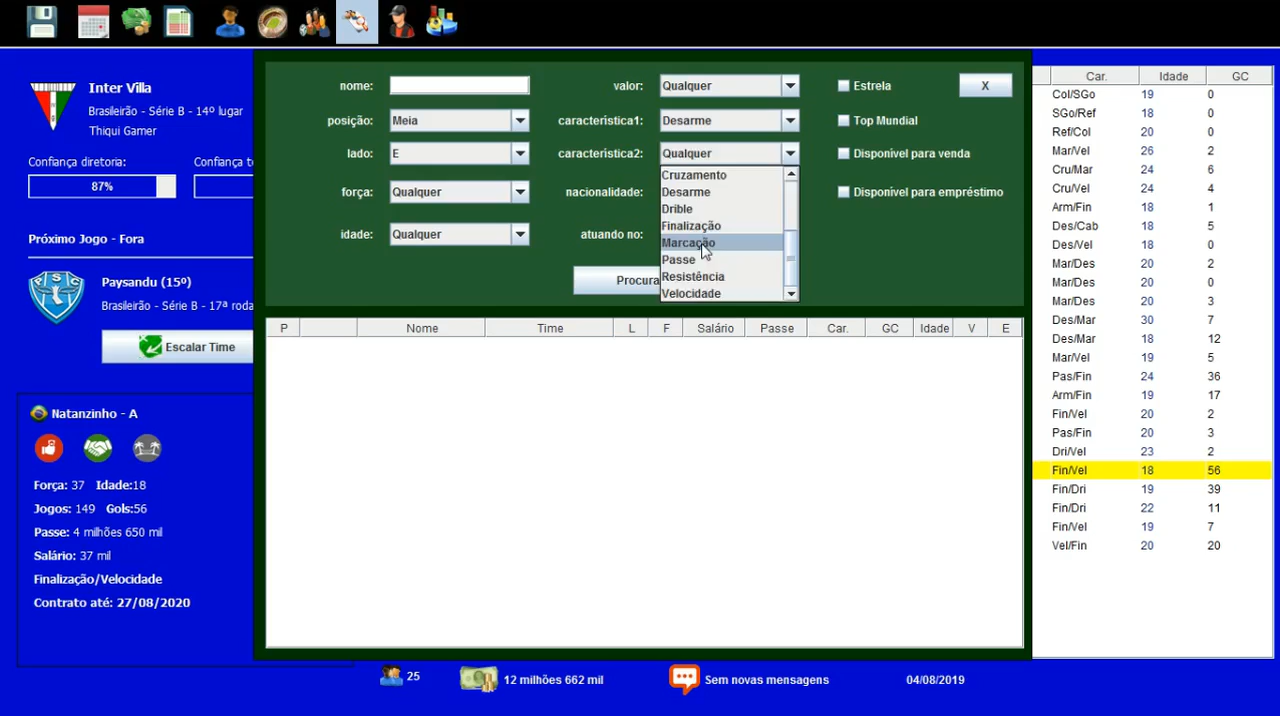 Inter Villa
Brasileirão - Série B - 14º lugar
Thiqui Gamer
Confiança diretoria:
Confiança
87%
Próximo Jogo - Fora
Paysandu (15º)
Brasileirão - Série B - 17ª roda
Escalar Time
Natanzinho - A
Força: 37 Idade:18
Jogos: 149 Gols:56
Passe: 4 milhões 650 mil
Salário: 37 mil
Finalização/Velocidade
Contrato até: 27/08/2020
nome:
valor: Qualquer
Estrela
X
posição: Meia
caracteristica1: Desarme
Top Mundial
lado: E
caracteristica2: Qualquer
Disponivel para venda
força: Qualquer
nacionalidade:
Disponível para empréstimo
idade: Qualquer
atuando no:
Cruzamento
Desarme
Drible
Finalização
Marcação
Passe
Resistência
Velocidade
Procura
P Nome Time L F Salário Passe Car. GC Idade V E
Car. Idade GC
Col/SGo 19 0
SGo/Ref 18 0
Ref/Col 20 0
Mar/Vel 26 2
Cru/Mar 24 6
Cru/Vel 24 4
Arm/Fin 18 1
Des/Cab 18 5
Des/Vel 18 0
Mar/Des 20 2
Mar/Des 20 0
Mar/Des 20 3
Des/Mar 30 7
Des/Mar 18 12
Mar/Vel 19 5
Pas/Fin 24 36
Arm/Fin 19 17
Fin/Vel 20 2
Pas/Fin 20 3
Dri/Vel 23 2
Fin/Vel 18 56
Fin/Dri 19 39
Fin/Dri 22 11
Fin/Vel 19 7
Vel/Fin 20 20
25
12 milhões 662 mil
Sem novas mensagens
04/08/2019